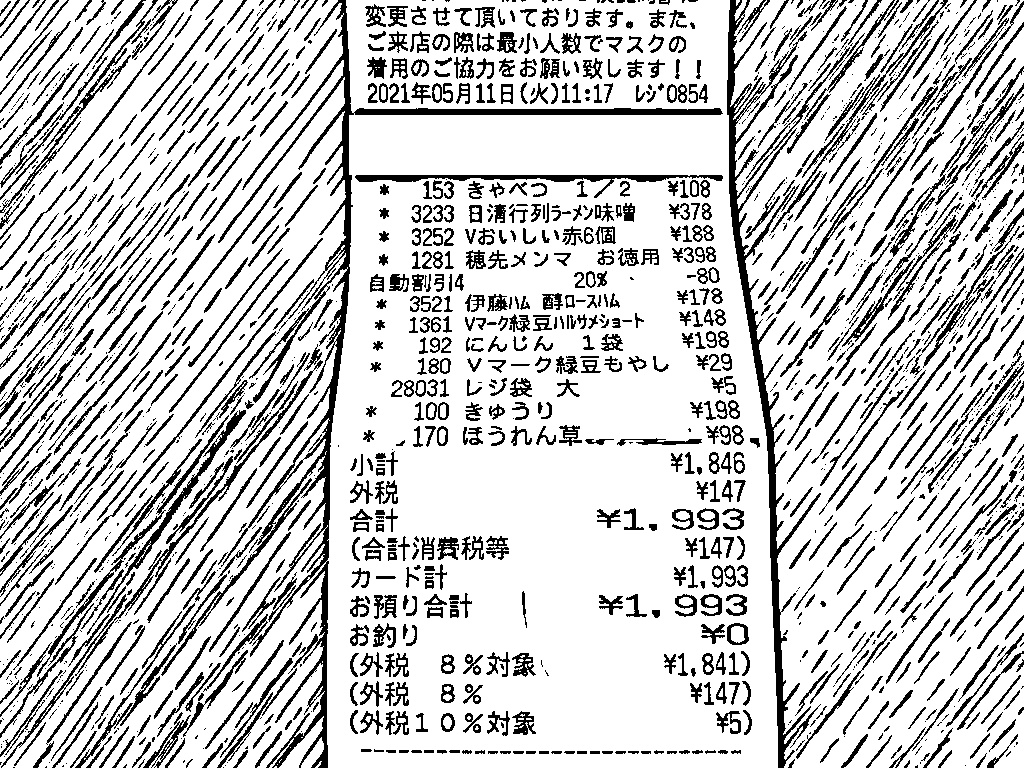 変更させて頂いております。また、
ご来店の際は最小人数でマスクの
着用のご協力をお願い致します！！
2021年05月11日(火)11:17 ﾚｼﾞ0854
* 153 きゃべつ １／２ ¥108
* 3233 日清行列ﾗｰﾒﾝ味噌 ¥378
* 3252 Vおいしい赤6個 ¥188
* 1281 穂先メンマ お徳用 ¥398
自動割引4 20% -80
* 3521 伊藤ﾊﾑ 醇ﾛｰｽﾊﾑ ¥178
* 1361 Vﾏｰｸ緑豆ﾊﾙｻﾒｼｮｰﾄ ¥148
* 192 にんじん １袋 ¥198
* 180 Ｖマーク緑豆もやし ¥29
28031 レジ袋 大 ¥5
* 100 きゅうり ¥198
* 170 ほうれん草 ¥98
小計 ¥1,846
外税 ¥147
合計 ¥1,993
(合計消費税等 ¥147)
カード計 ¥1,993
お預り合計 ¥1,993
お釣り ¥0
(外税 ８％対象 ¥1,841)
(外税 ８％ ¥147)
(外税１０％対象 ¥5)